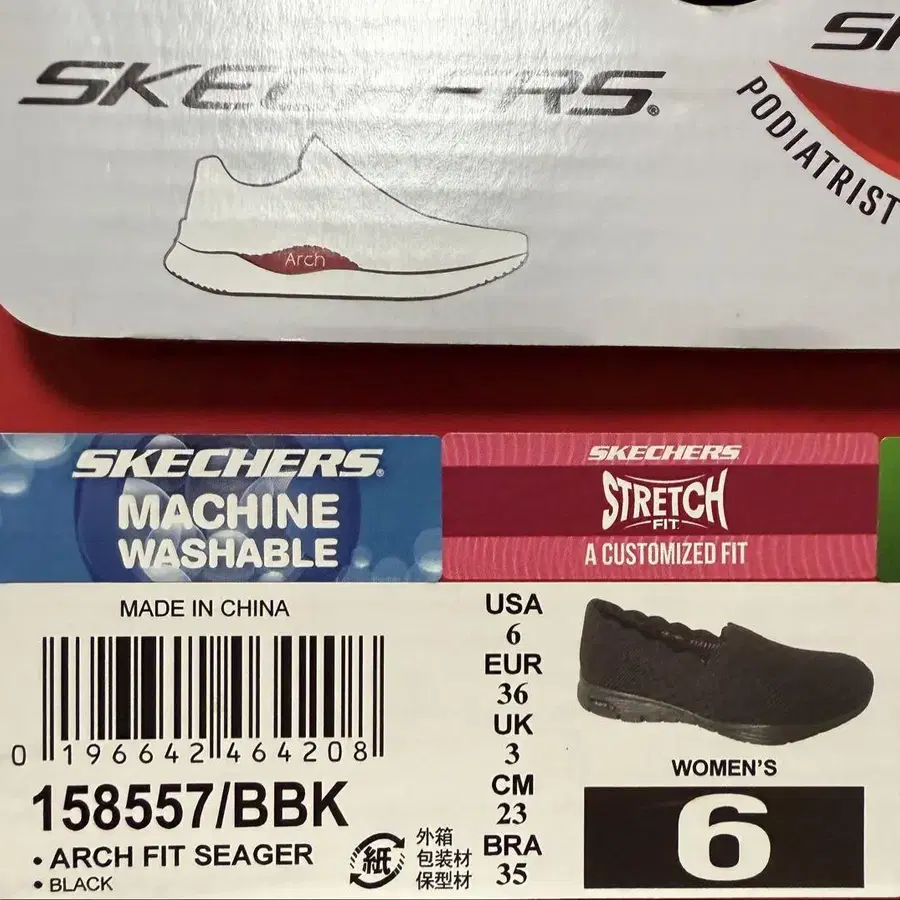 SKECHERS®
SK
PODIATRIST
Arch
SKECHERS®
MACHINE
WASHABLE
SKECHERS
STRETCH
FIT™
A CUSTOMIZED FIT
MADE IN CHINA
0 196642 464208
158557/BBK
• ARCH FIT SEAGER
• BLACK
紙
外箱
包装材
保型材
USA
6
EUR
36
UK
3
CM
23
BRA
35
WOMEN'S
6